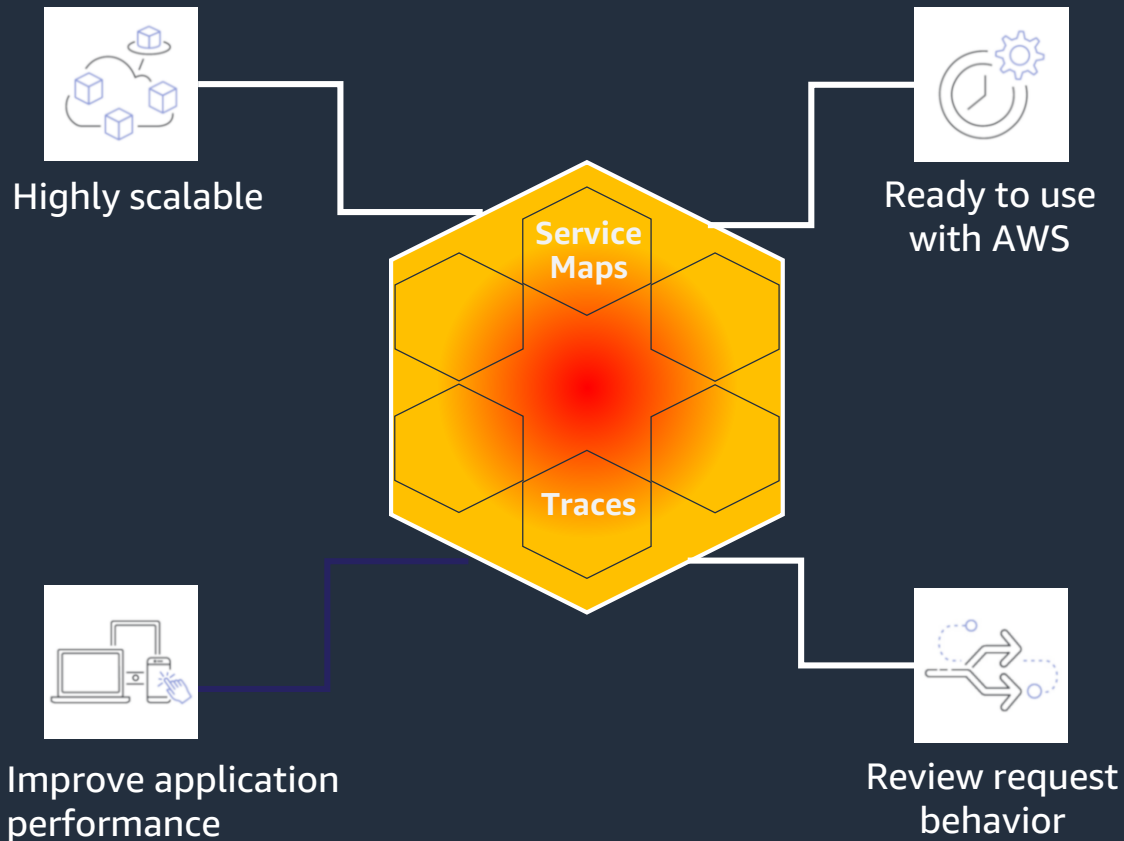 Highly scalable
Ready to use
with AWS
Service
Maps
Traces
Improve application
performance
Review request
behavior